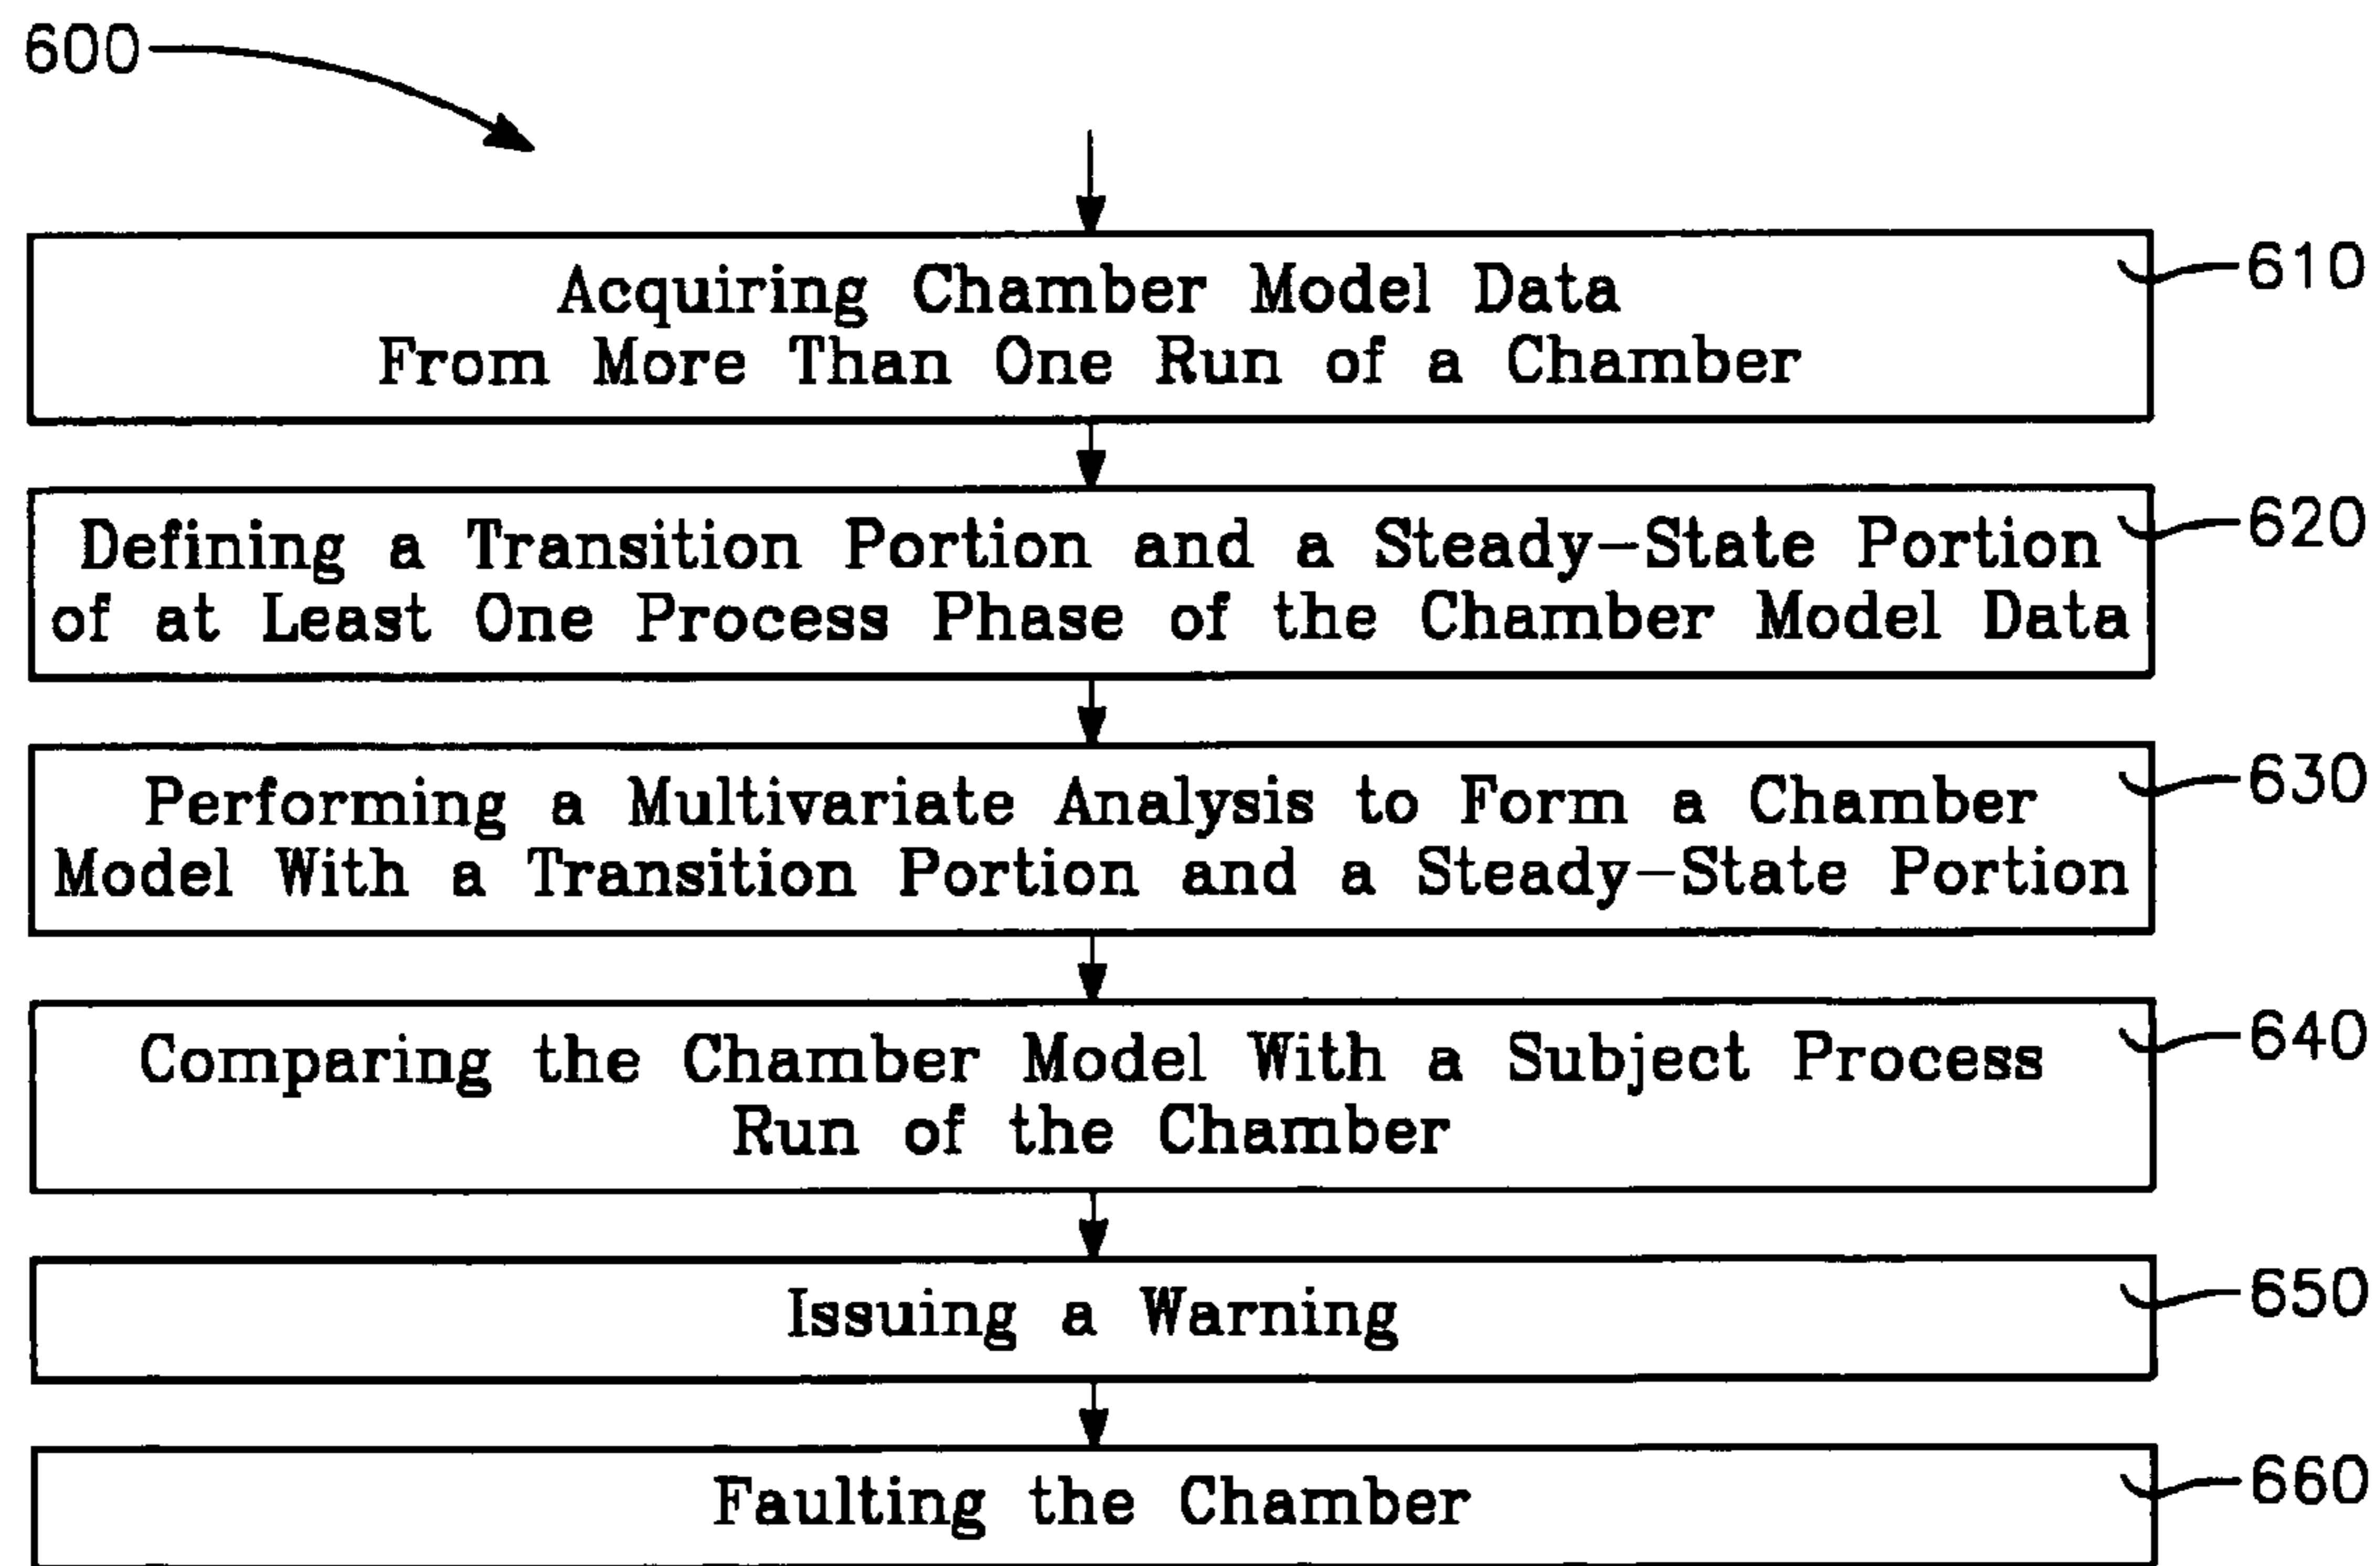 600
Acquiring Chamber Model Data
From More Than One Run of a Chamber
610
Defining a Transition Portion and a Steady-State Portion
of at Least One Process Phase of the Chamber Model Data
620
Performing a Multivariate Analysis to Form a Chamber
Model With a Transition Portion and a Steady-State Portion
630
Comparing the Chamber Model With a Subject Process
Run of the Chamber
640
Issuing a Warning
650
Faulting the Chamber
660